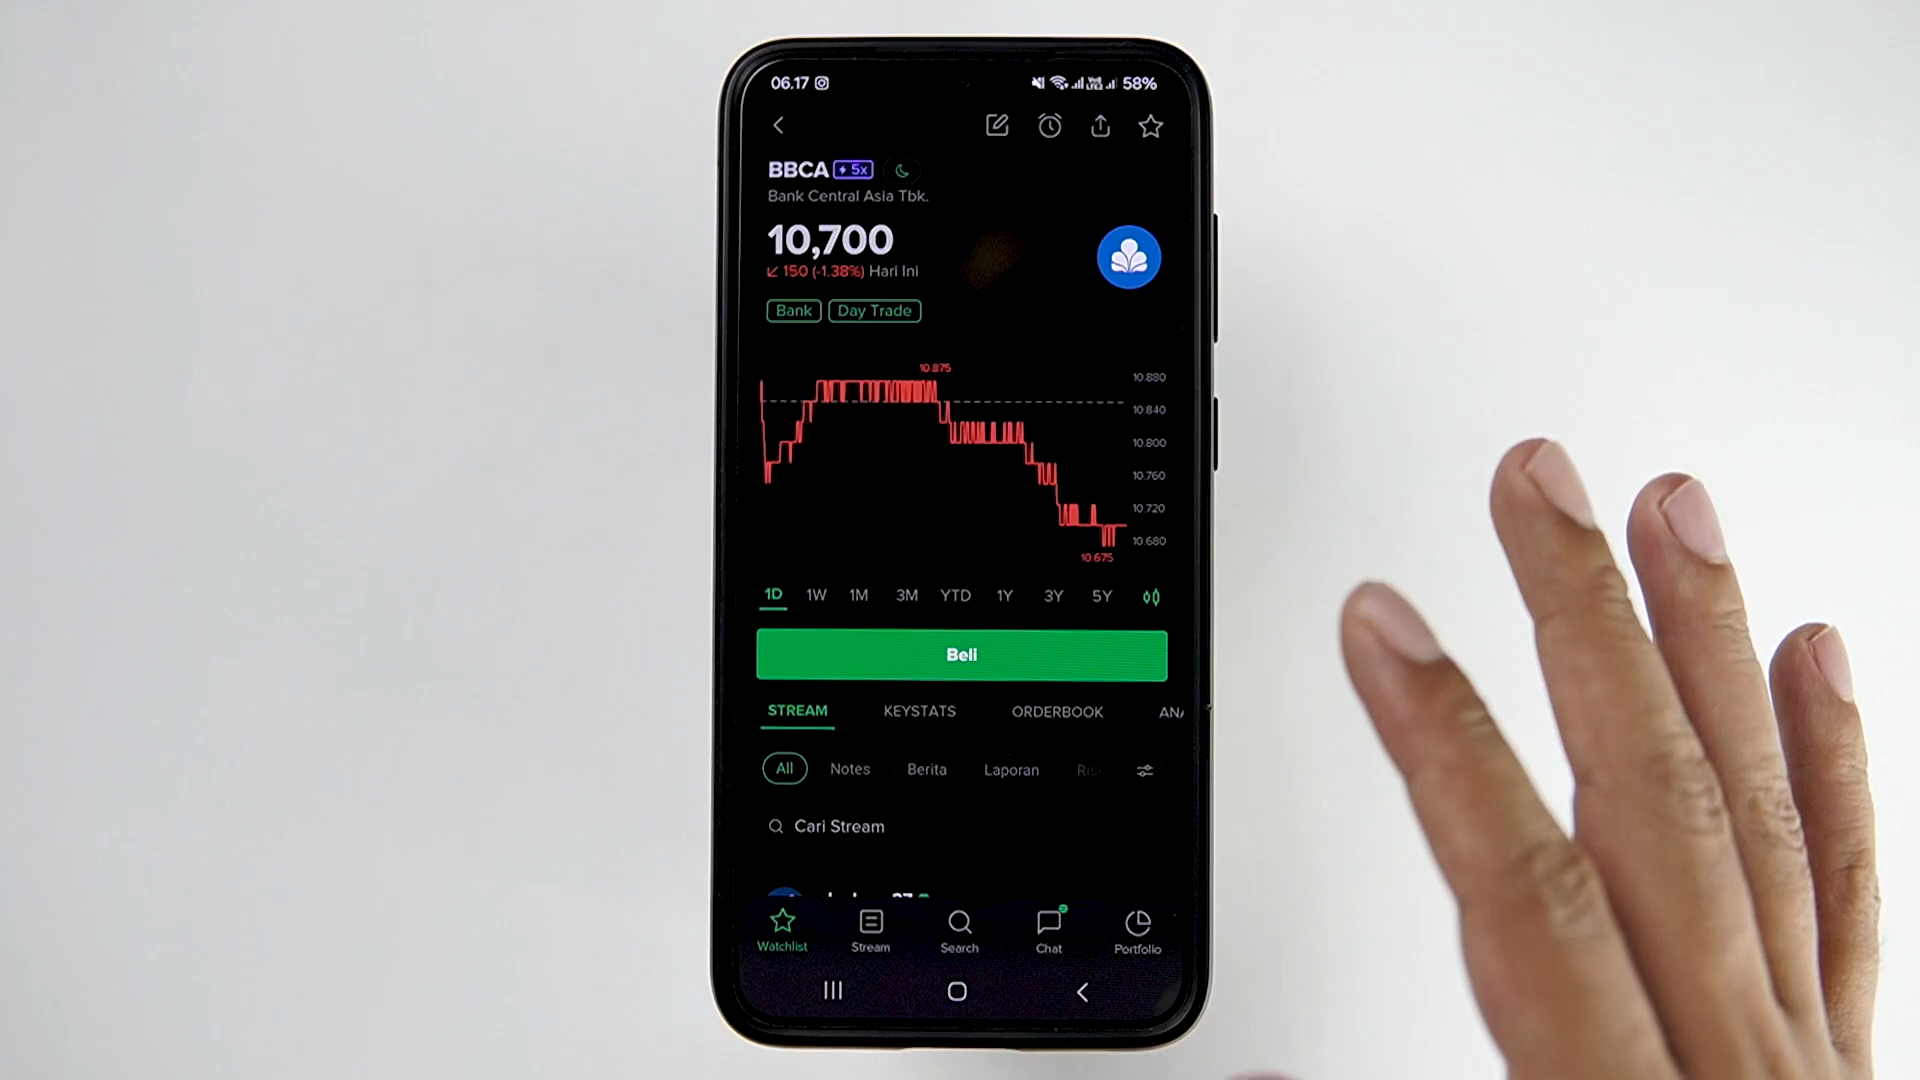 06.17 58%
BBCA 5x
Bank Central Asia Tbk.
10,700
150 (-1.38%) Hari Ini
Bank Day Trade
10.875
10.880
10.840
10.800
10.760
10.720
10.680
10.675
1D 1W 1M 3M YTD 1Y 3Y 5Y
Beli
STREAM KEYSTATS ORDERBOOK ANA
All Notes Berita Laporan Ris
Cari Stream
Watchlist Stream Search Chat Portfolio